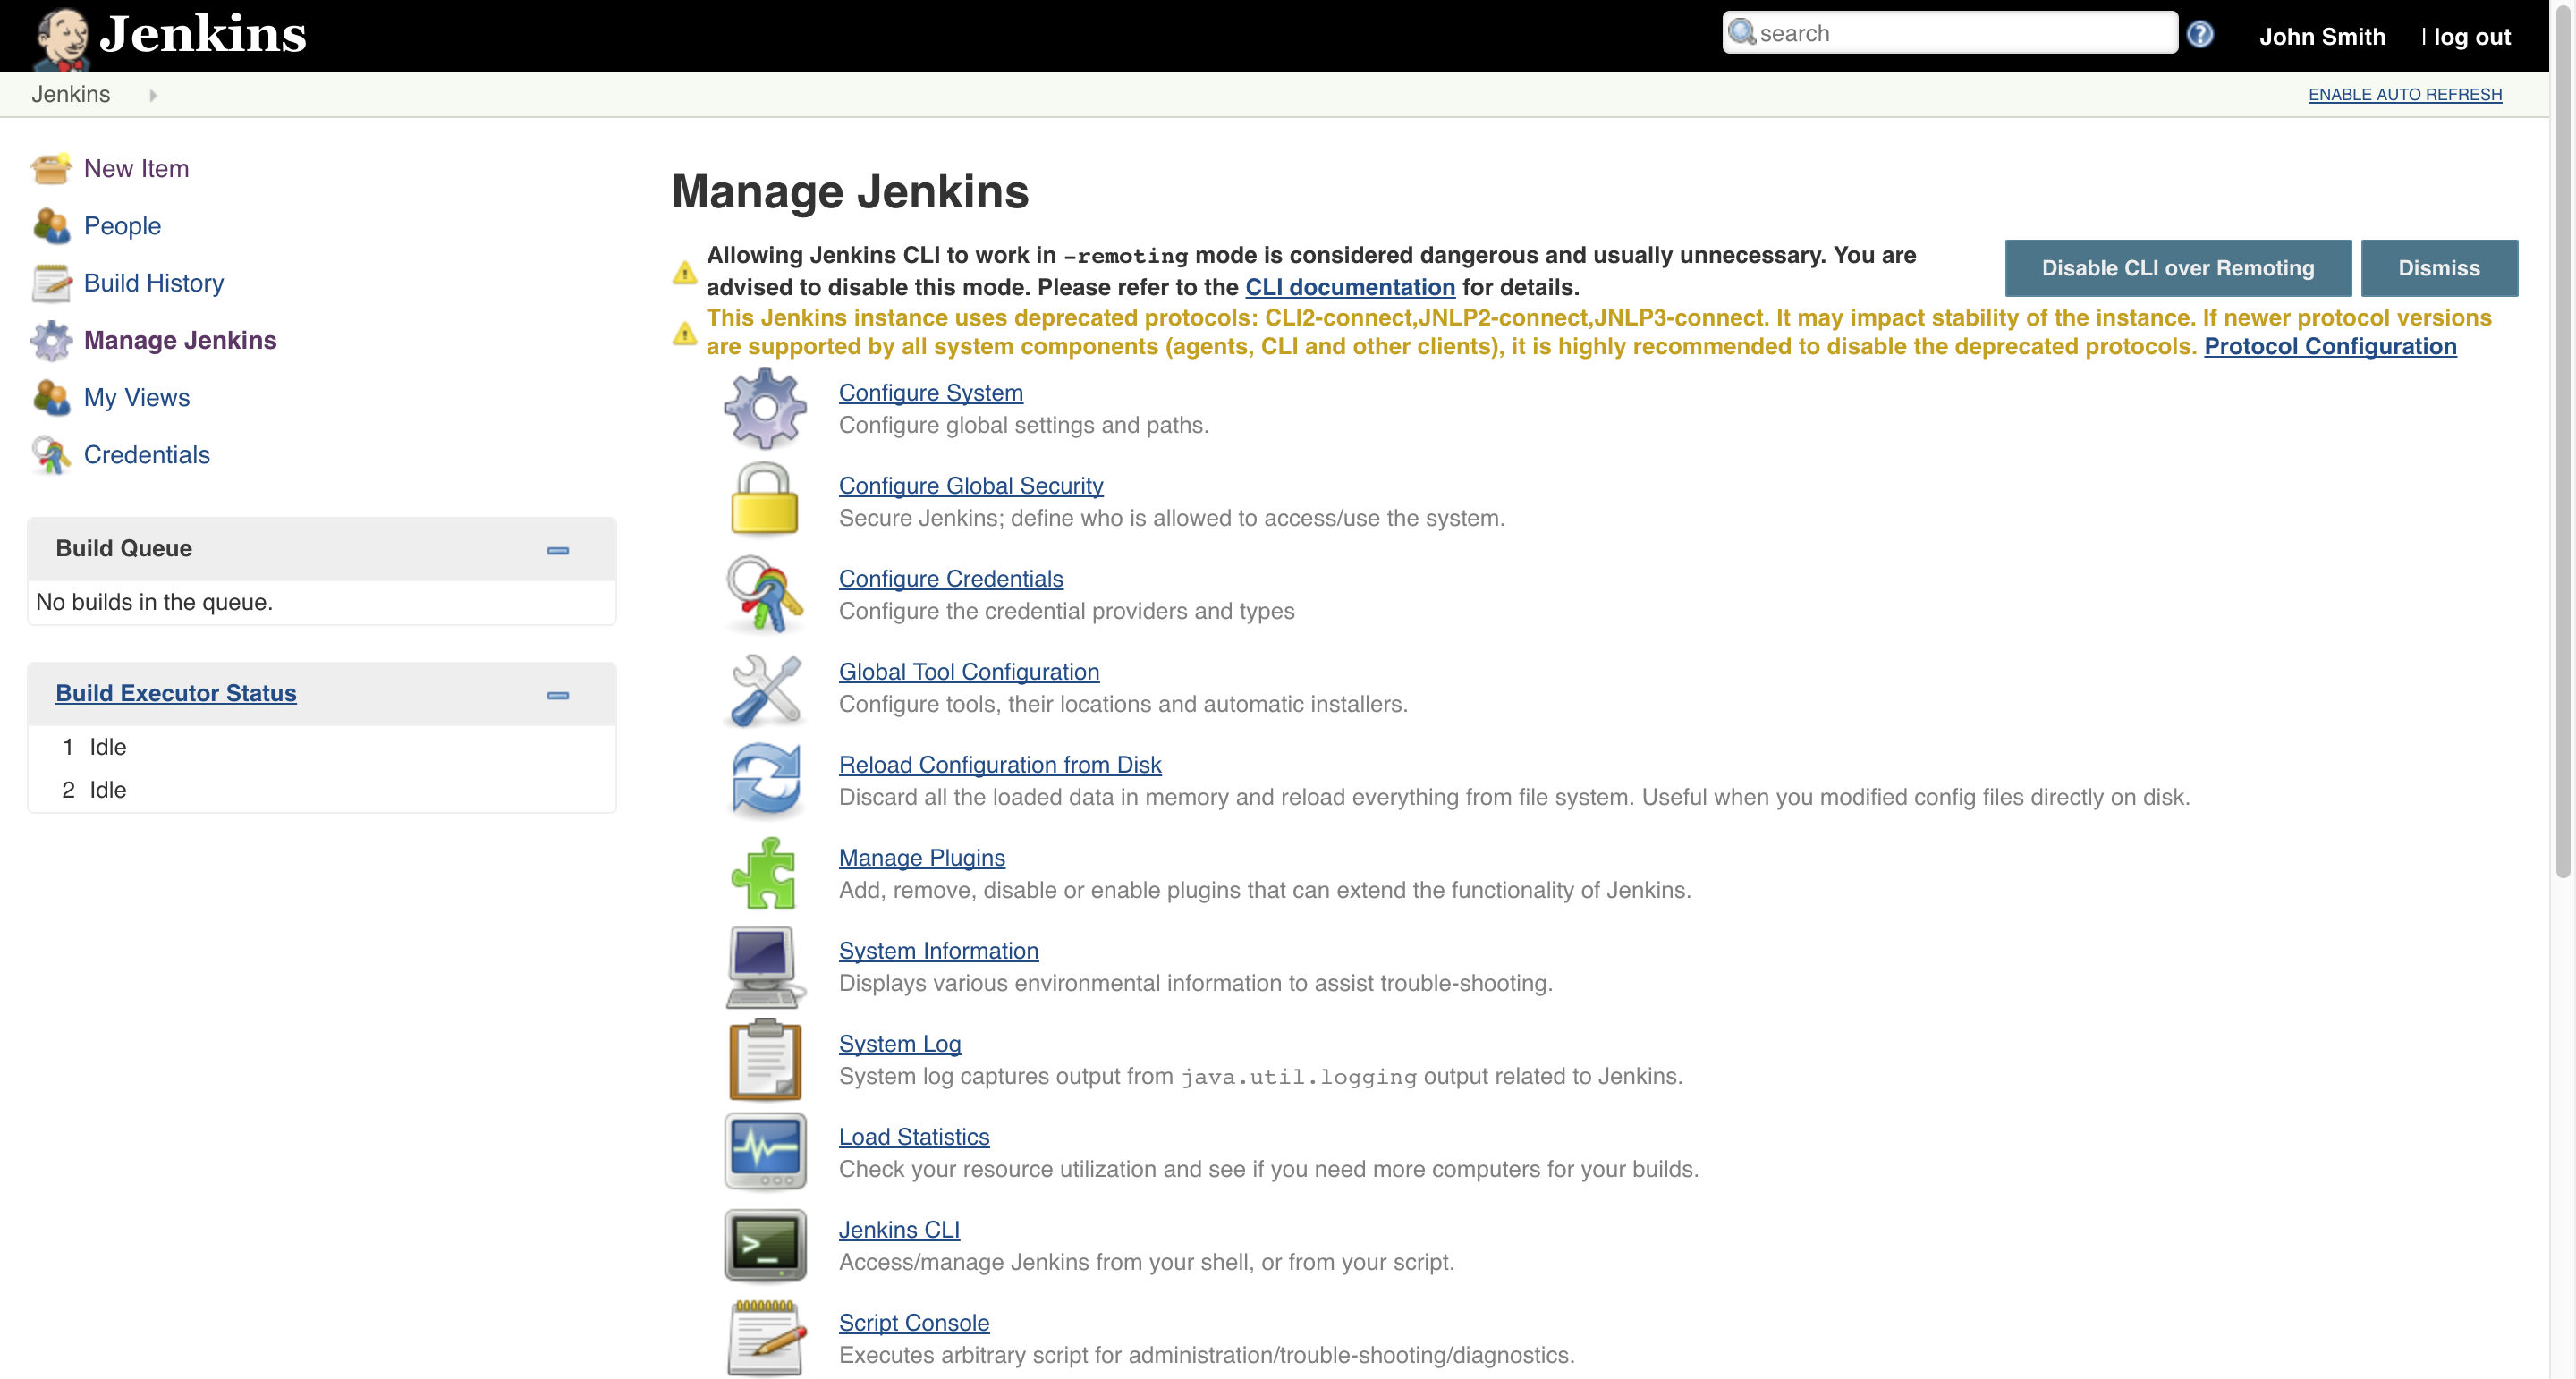 Jenkins
search
John Smith
| log out
Jenkins
ENABLE AUTO REFRESH
New Item
People
Build History
Manage Jenkins
My Views
Credentials
Build Queue
No builds in the queue.
Build Executor Status
1 Idle
2 Idle
Manage Jenkins
Allowing Jenkins CLI to work in -remoting mode is considered dangerous and usually unnecessary. You are
advised to disable this mode. Please refer to the CLI documentation for details.
Disable CLI over Remoting
Dismiss
This Jenkins instance uses deprecated protocols: CLI2-connect,JNLP2-connect,JNLP3-connect. It may impact stability of the instance. If newer protocol versions
are supported by all system components (agents, CLI and other clients), it is highly recommended to disable the deprecated protocols. Protocol Configuration
Configure System
Configure global settings and paths.
Configure Global Security
Secure Jenkins; define who is allowed to access/use the system.
Configure Credentials
Configure the credential providers and types
Global Tool Configuration
Configure tools, their locations and automatic installers.
Reload Configuration from Disk
Discard all the loaded data in memory and reload everything from file system. Useful when you modified config files directly on disk.
Manage Plugins
Add, remove, disable or enable plugins that can extend the functionality of Jenkins.
System Information
Displays various environmental information to assist trouble-shooting.
System Log
System log captures output from java.util.logging output related to Jenkins.
Load Statistics
Check your resource utilization and see if you need more computers for your builds.
Jenkins CLI
Access/manage Jenkins from your shell, or from your script.
Script Console
Executes arbitrary script for administration/trouble-shooting/diagnostics.